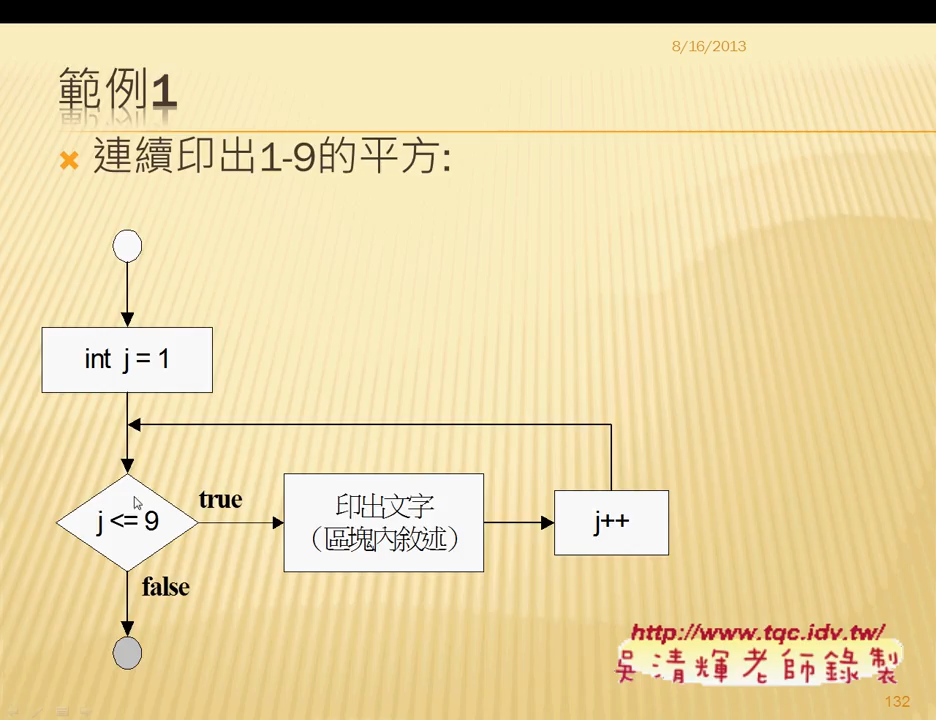 8/16/2013
範例1
連續印出1-9的平方:
int j = 1
j <= 9
true
印出文字
（區塊內敘述）
j++
false
http://www.tqc.idv.tw/
吳清輝老師錄製
132